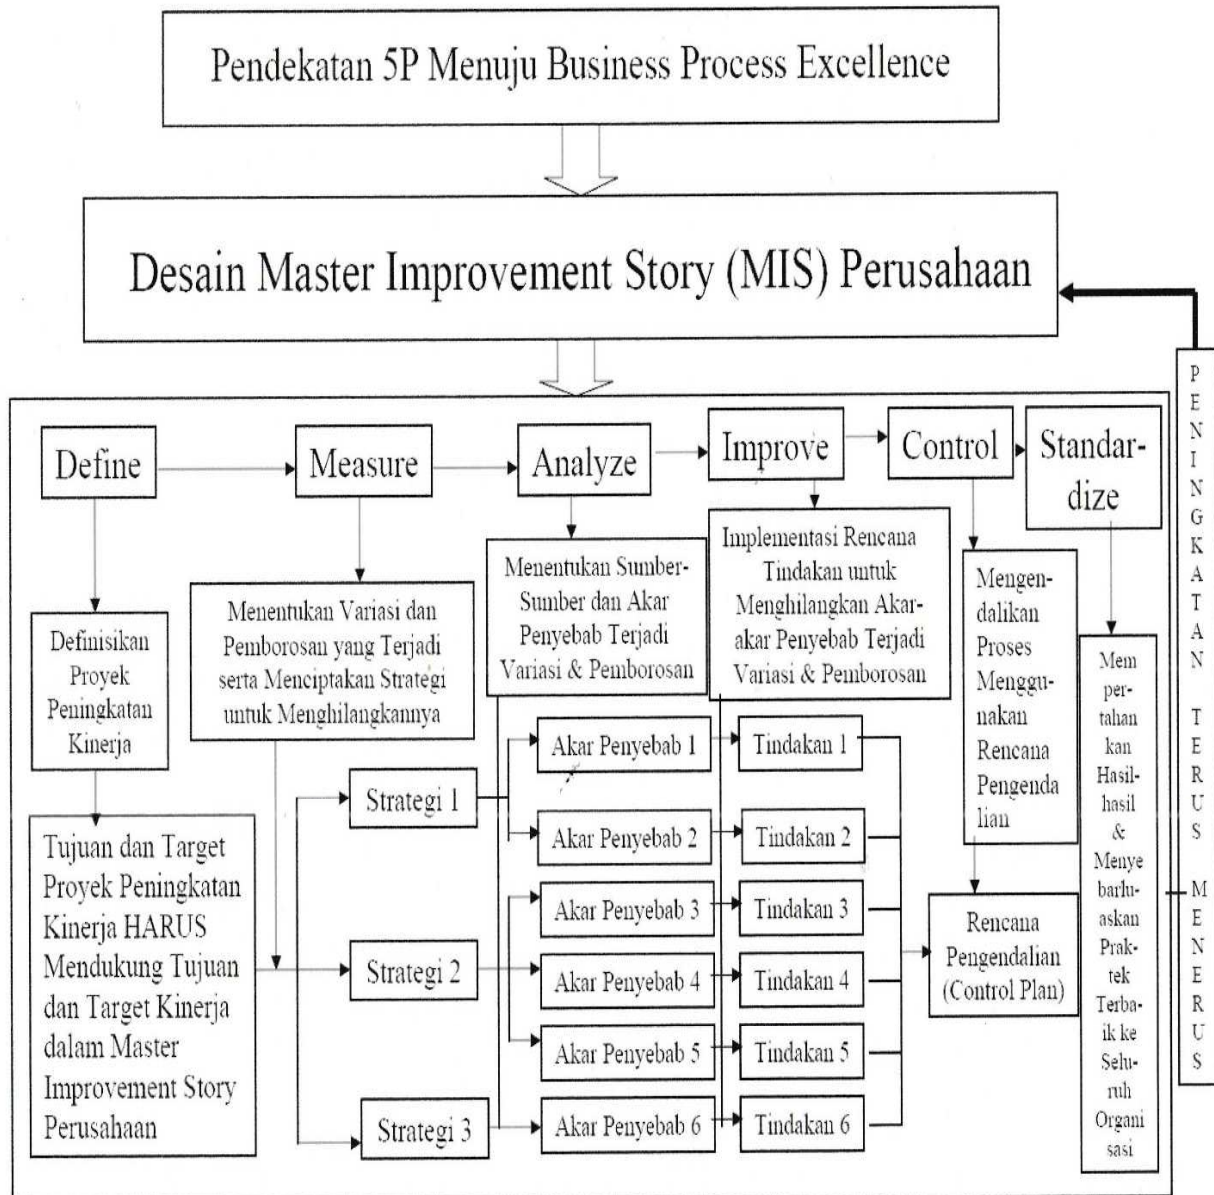 Pendekatan 5P Menuju Business Process Excellence
Desain Master Improvement Story (MIS) Perusahaan
Define
Measure
Analyze
Improve
Control
Standar-
dize
Definisikan
Proyek
Peningkatan
Kinerja
Tujuan dan Target
Proyek Peningkatan
Kinerja HARUS
Mendukung Tujuan
dan Target Kinerja
dalam Master
Improvement Story
Perusahaan
Menentukan Variasi dan
Pemborosan yang Terjadi
serta Menciptakan Strategi
untuk Menghilangkannya
Strategi 1
Strategi 2
Strategi 3
Menentukan Sumber-
Sumber dan Akar
Penyebab Terjadi
Variasi & Pemborosan
Akar Penyebab 1
Akar Penyebab 2
Akar Penyebab 3
Akar Penyebab 4
Akar Penyebab 5
Akar Penyebab 6
Implementasi Rencana
Tindakan untuk
Menghilangkan Akar-
akar Penyebab Terjadi
Variasi & Pemborosan
Tindakan 1
Tindakan 2
Tindakan 3
Tindakan 4
Tindakan 5
Tindakan 6
Mengen-
dalikan
Proses
Menggu-
nakan
Rencana
Pengenda
lian
Rencana
Pengendalian
(Control Plan)
Mem
per-
tahan
kan
Hasil-
hasil
&
Menye
barlu-
askan
Prak-
tek
Terba-
ik ke
Selu-
ruh
Organi
sasi
PENINGKATAN TERUS MENERUS